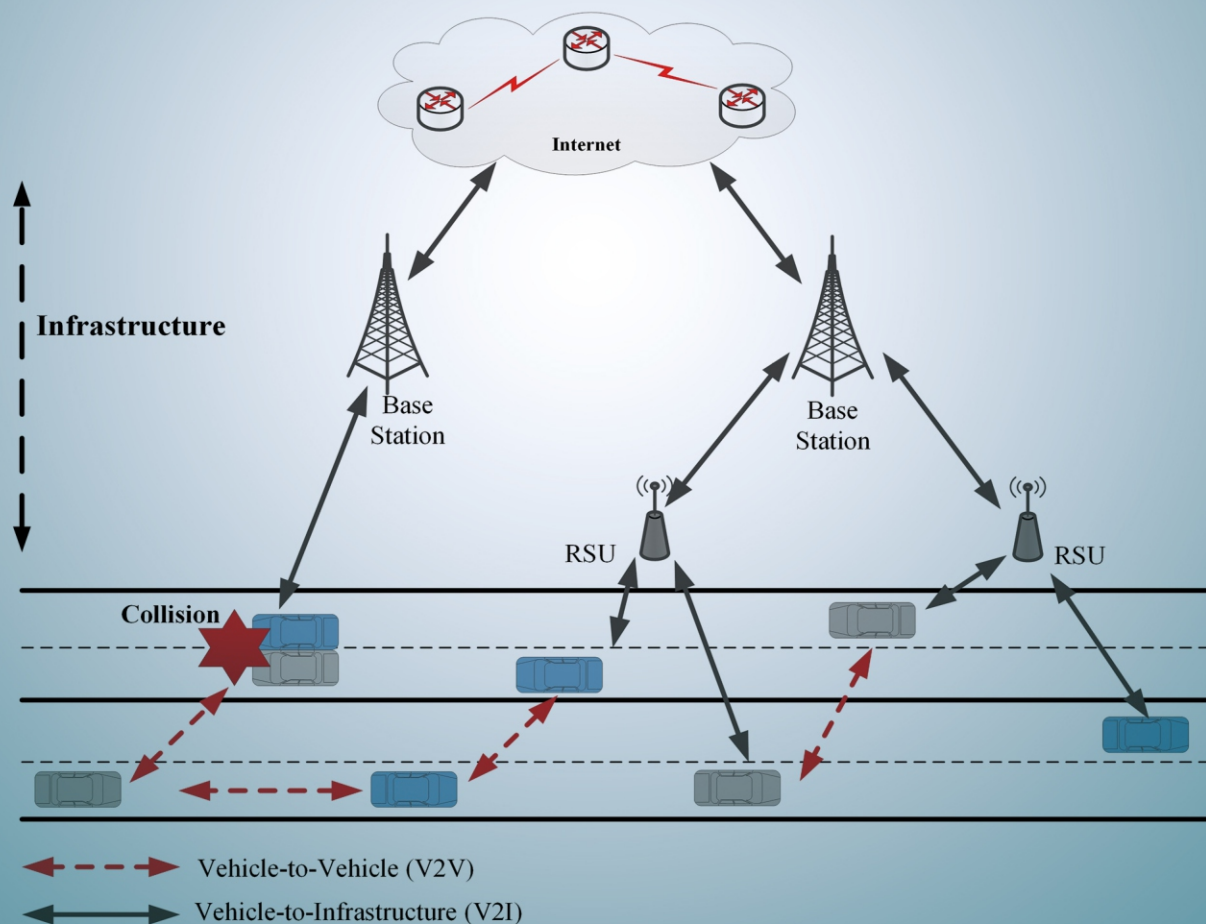 Internet
Infrastructure
Base
Station
Base
Station
RSU
RSU
Collision
Vehicle-to-Vehicle (V2V)
Vehicle-to-Infrastructure (V2I)